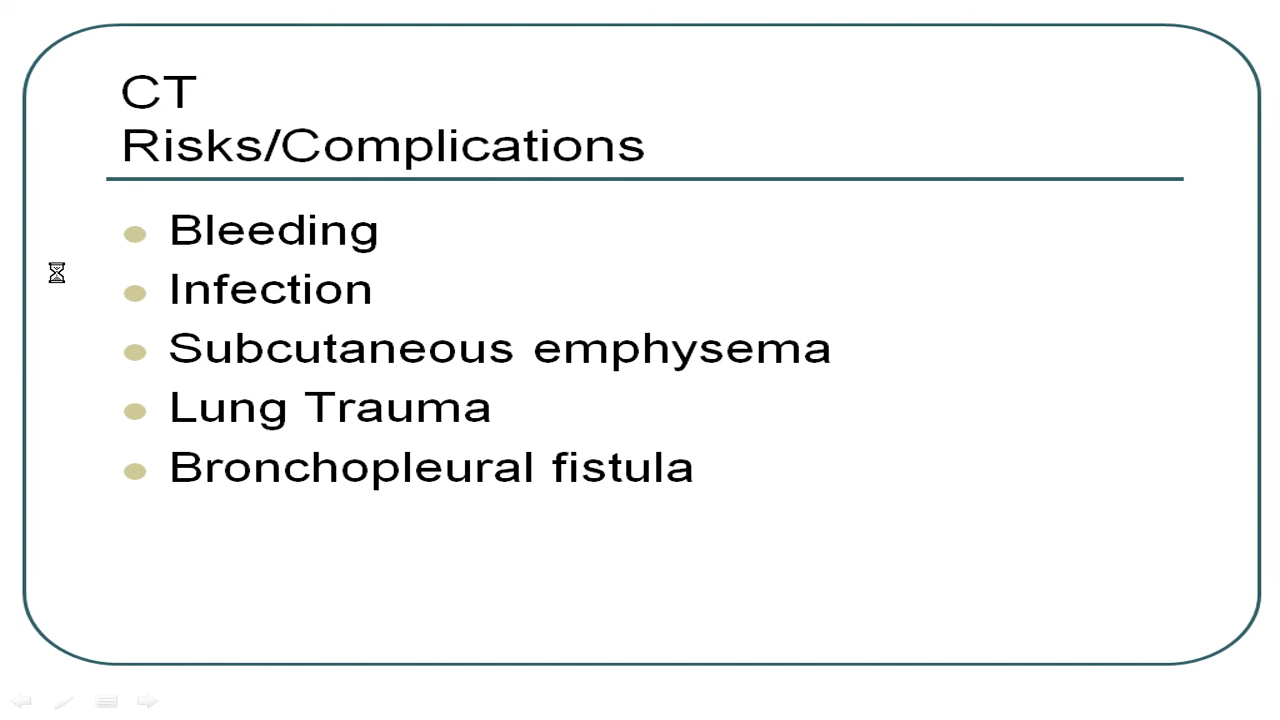 CT
Risks/Complications
Bleeding
Infection
Subcutaneous emphysema
Lung Trauma
Bronchopleural fistula